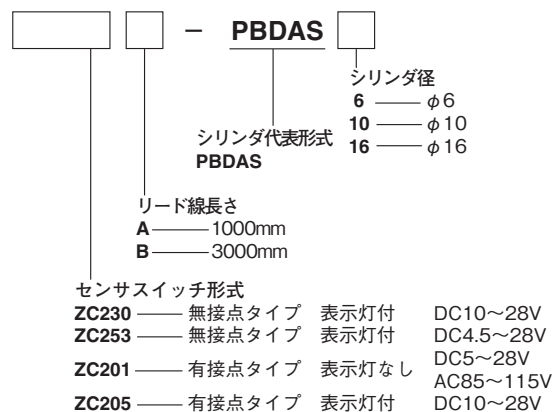 − PBDAS
シリンダ径
6 —— φ6
10 —— φ10
16 —— φ16
シリンダ代表形式
PBDAS
リード線長さ
A —— 1000mm
B —— 3000mm
センサスイッチ形式
ZC230 —— 無接点タイプ 表示灯付 DC10〜28V
ZC253 —— 無接点タイプ 表示灯付 DC4.5〜28V
ZC201 —— 有接点タイプ 表示灯なし DC5〜28V
AC85〜115V
ZC205 —— 有接点タイプ 表示灯付 DC10〜28V